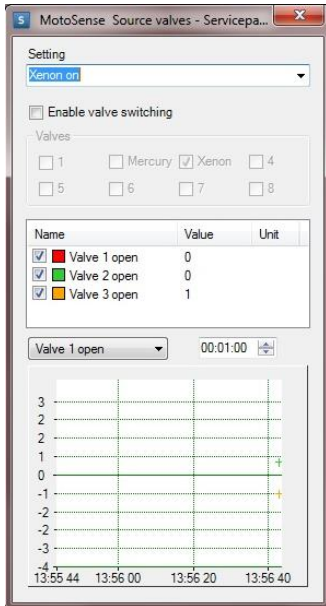 S MotoSense Source valves - Servicepa...
Setting
Xenon on
Enable valve switching
Valves
1 Mercury Xenon 4
5 6 7 8
Name Value Unit
Valve 1 open 0
Valve 2 open 0
Valve 3 open 1
Valve 1 open 00:01:00
3
2
2
1
0
-1
-2
-2
-3
-4
13:55 44 13:56 00 13:56 20 13:56 40